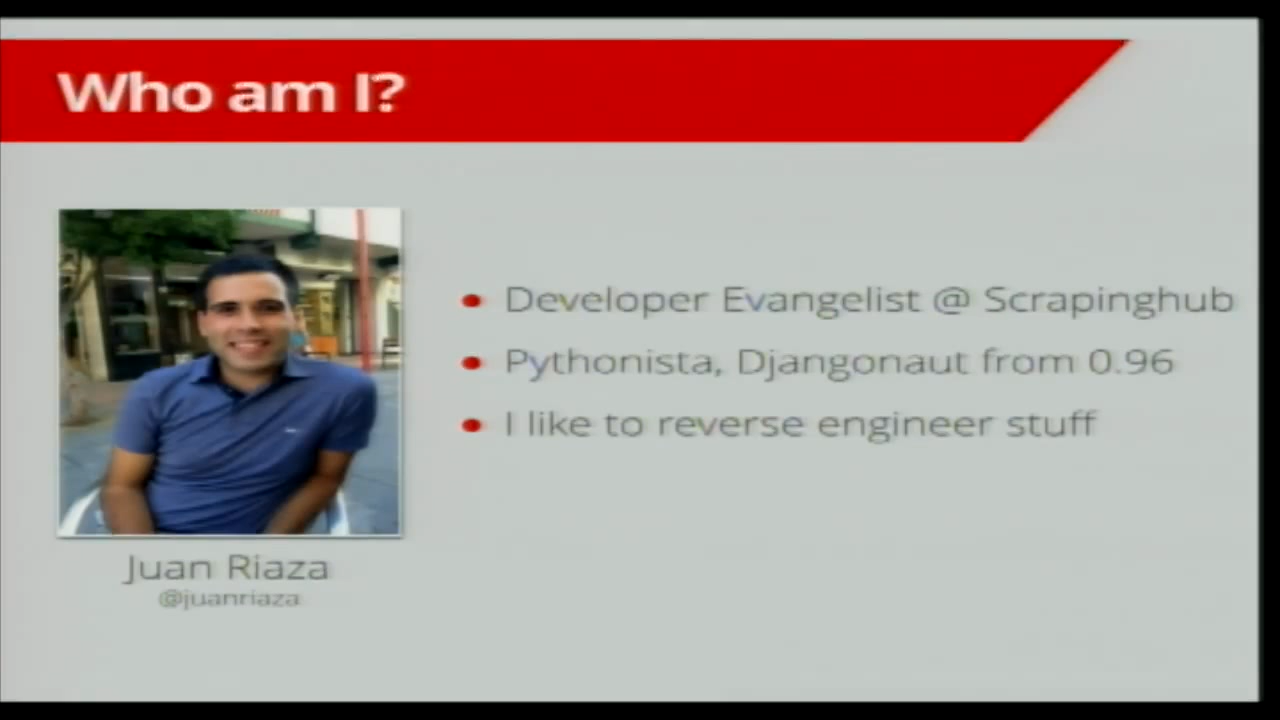 Who am I?
Developer Evangelist @ Scrapinghub
Pythonista, Djangonaut from 0.96
I like to reverse engineer stuff
Juan Riaza
@juanriaza